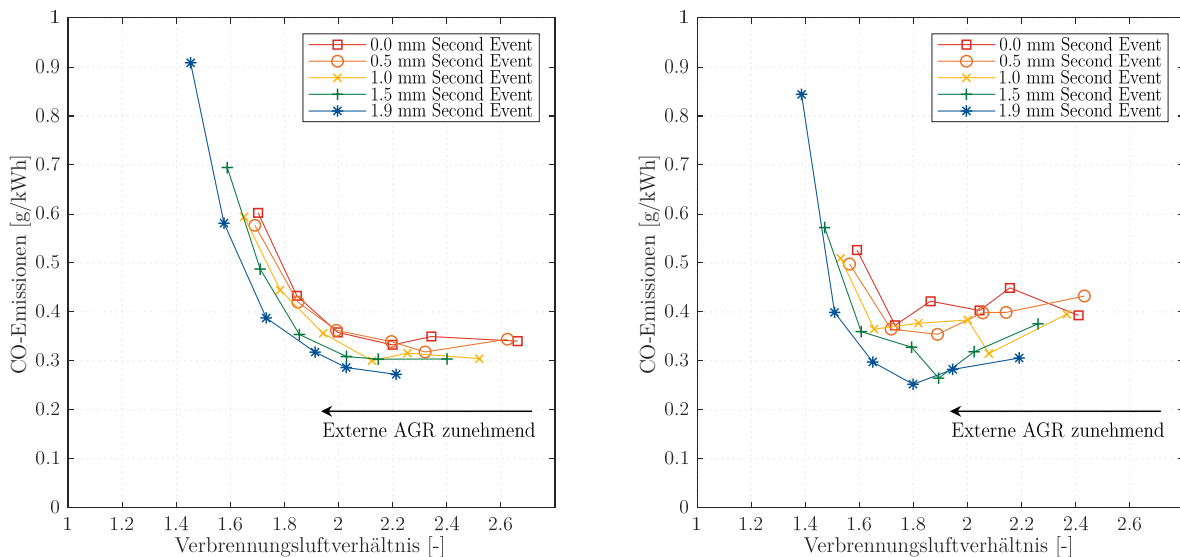 1
0.9
0.8
0.7
0.6
0.5
0.4
0.3
0.2
0.1
0
CO-Emissionen [g/kWh]
0.0 mm Second Event
0.5 mm Second Event
1.0 mm Second Event
1.5 mm Second Event
1.9 mm Second Event
Externe AGR zunehmend
1 1.2 1.4 1.6 1.8 2 2.2 2.4 2.6
Verbrennungsluftverhältnis [-]
1
0.9
0.8
0.7
0.6
0.5
0.4
0.3
0.2
0.1
0
CO-Emissionen [g/kWh]
0.0 mm Second Event
0.5 mm Second Event
1.0 mm Second Event
1.5 mm Second Event
1.9 mm Second Event
Externe AGR zunehmend
1 1.2 1.4 1.6 1.8 2 2.2 2.4 2.6
Verbrennungsluftverhältnis [-]